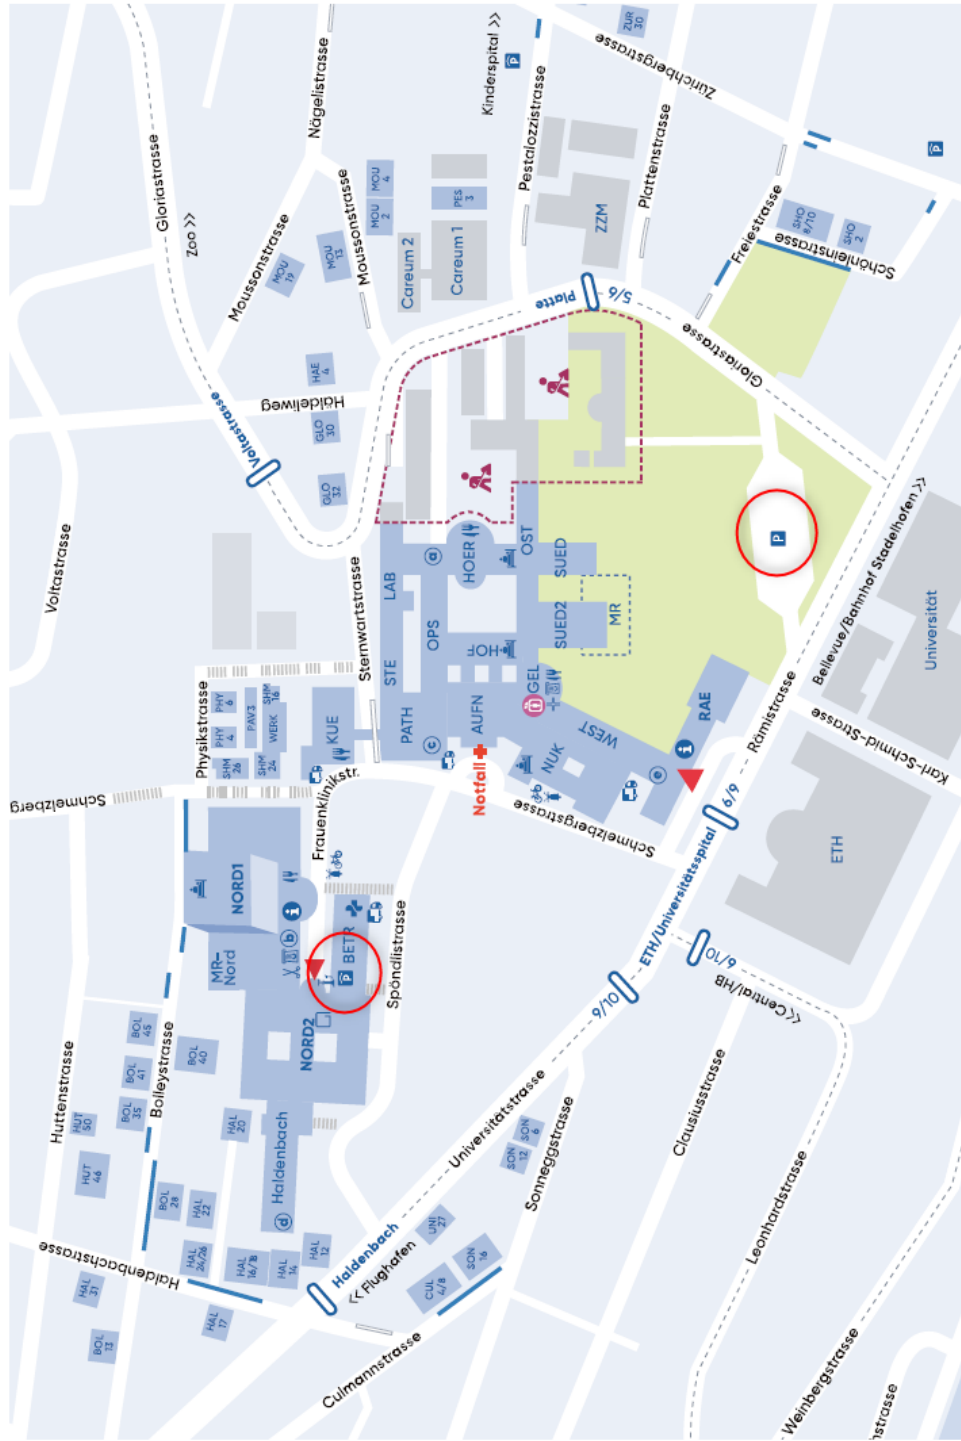 Haldenbachstrasse
Huttenstrasse
Schmelzberg
Voltastrasse
Gloriastrasse
Zoo >>
Nägelistrasse
HAL
31
BOL
13
HUT
46
HUT
50
BOL
45
BOL
41
BOL
35
Bolleystrasse
BOL
40
BOL
28
HAL
22
HAL
24/26
HAL
20
HAL
17
HAL
16/18
HAL
14
HAL
12
MR-
Nord
NORD1
NORD2
b
i
d Haldenbach
P BETR
Frauenklinikstr.
Spöndlistrasse
Physikstrasse
PHY
6
PHY
4
PAV3
SHM
16
WERK
SHM
26
SHM
24
KUE
Sternwartstrasse
Voltastrasse
Moussonstrasse
MOU
19
MOU
13
Moussonstrasse
MOU
2
MOU
4
HAE
4
Häldeliweg
GLO
30
GLO
32
Careum 2
Careum 1
PES
3
Kinderspital >>
P
Pestalozzistrasse
ZZM
Plattenstrasse
ZUR
30
Zürichbergstrasse
Platte
5/6
Freiestrasse
SHO
8/10
SHO
2
Schönleinstrasse
P
Gloriastrasse
PATH
STE
LAB
OPS
a
c
AUFN
HOF
HOER
OST
Notfall
GEL
SUED2
SUED
MR
NUK
WEST
RAE
e
i
P
Schmelzbergstrasse
Haldenbach
<< Flughafen
UNI
27
CUL
4/8
SON
16
SON
12
SON
6
Culmannstrasse
Universitätstrasse
Sonneggstrasse
9/10
ETH/Universitätsspital
6/9
6/10
<<Central/HB
Rämistrasse
Bellevue/Bahnhof Stadelhofen >>
Clausiusstrasse
Leonhardstrasse
Weinbergstrasse
ETH
Karl-Schmid-Strasse
Universität
nstrasse